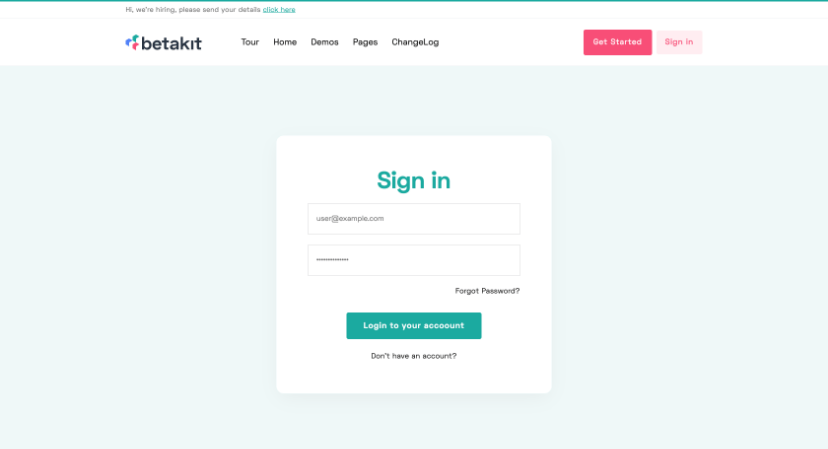 Hi, we're hiring, please send your details click here
betakit Tour Home Demos Pages ChangeLog Get Started Sign in
Sign in
user@example.com
Forgot Password?
Login to your accoount
Don't have an account?